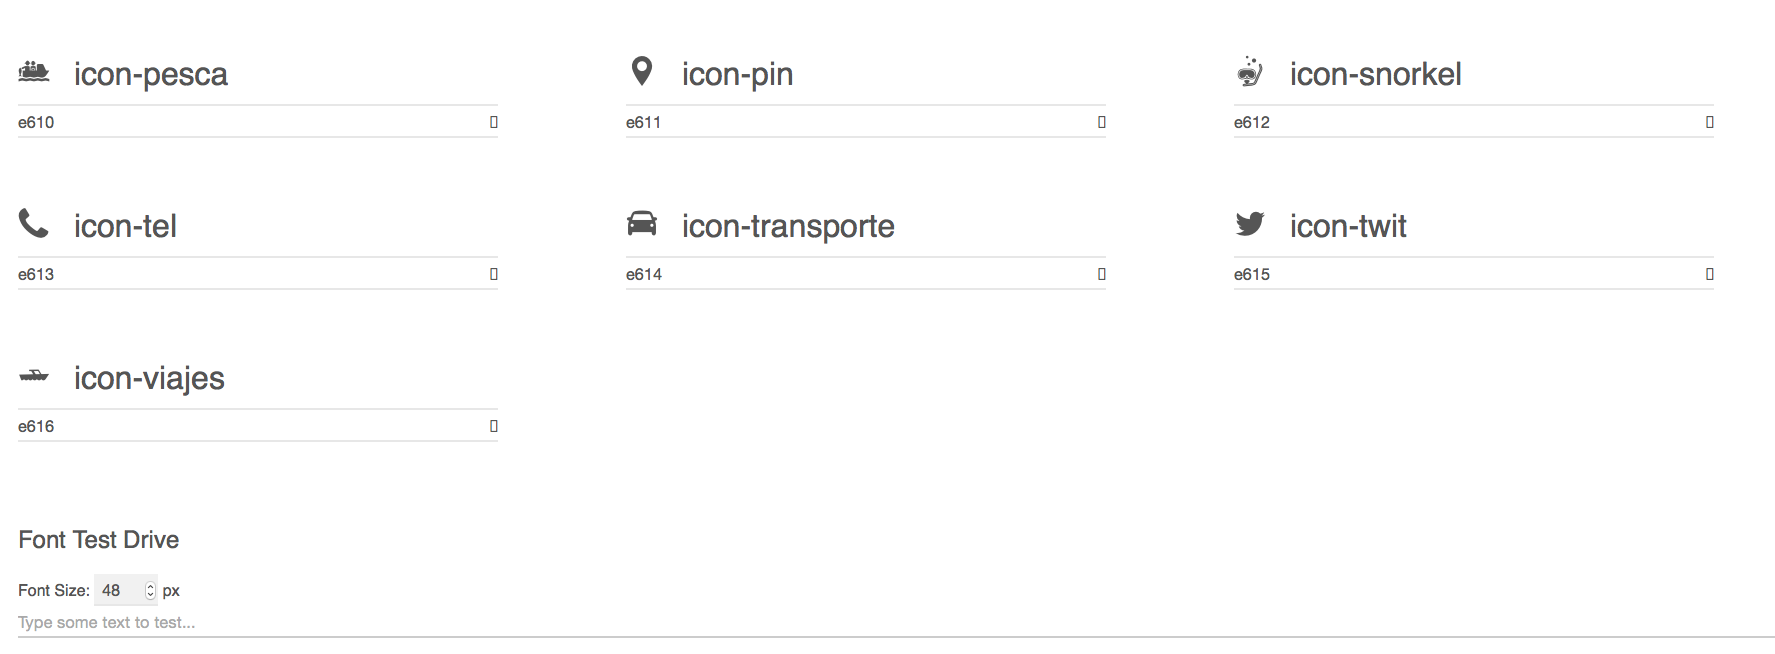 icon-pesca
icon-pin
icon-snorkel
e610
e611
e612
icon-tel
icon-transporte
icon-twit
e613
e614
e615
icon-viajes
e616
Font Test Drive
Font Size: 48 px
Type some text to test...